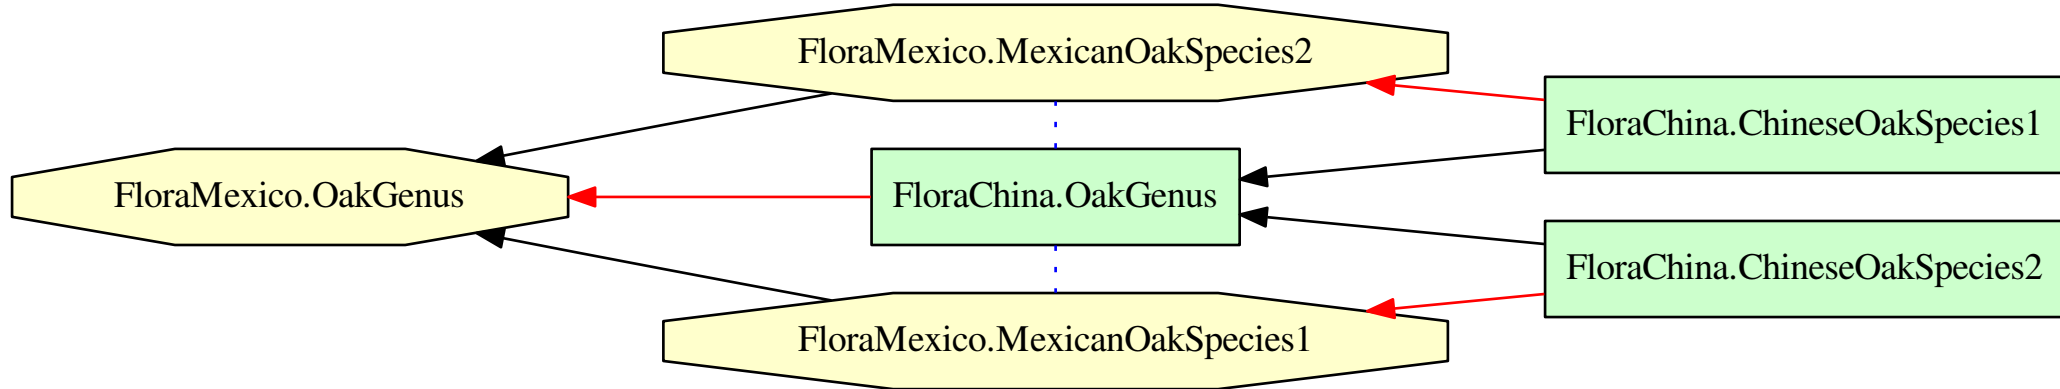 FloraMexico.MexicanOakSpecies2
FloraChina.ChineseOakSpecies1
FloraMexico.OakGenus
FloraChina.OakGenus
FloraChina.ChineseOakSpecies2
FloraMexico.MexicanOakSpecies1